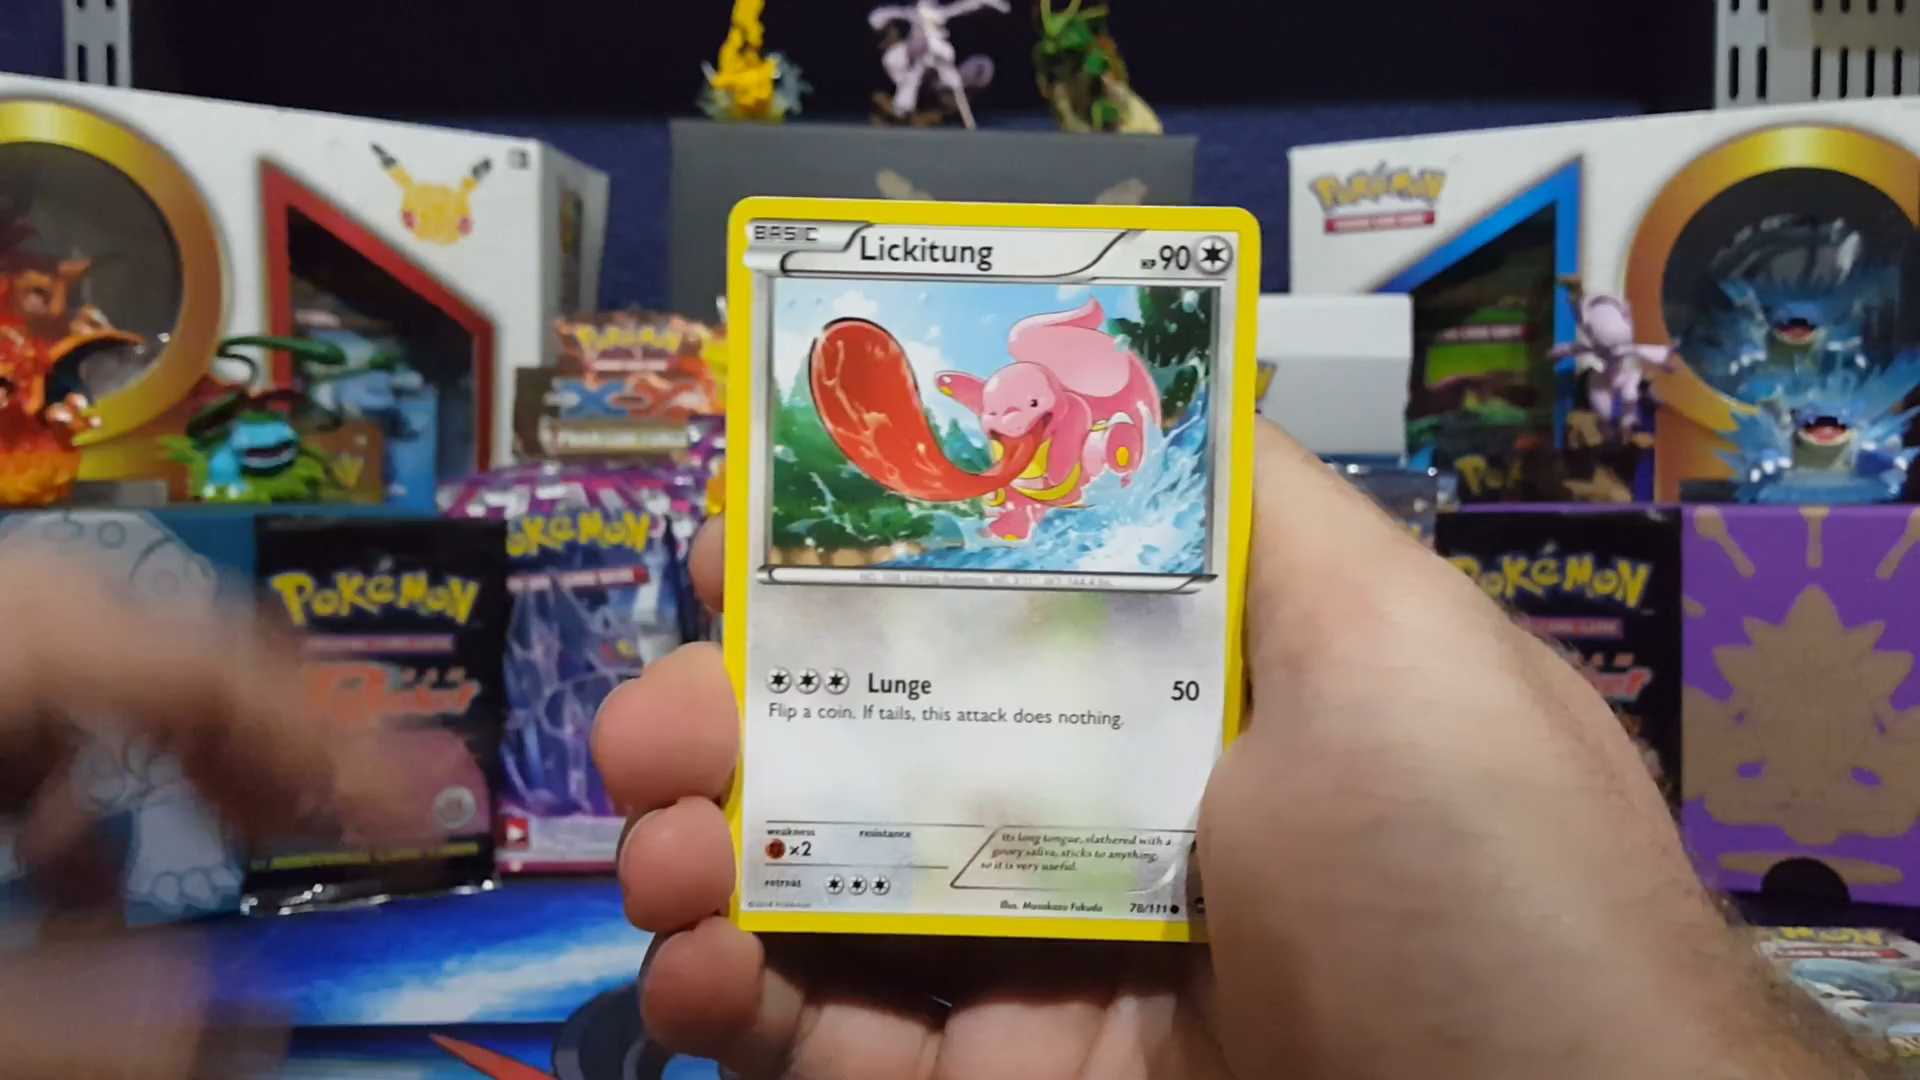 POKÉMON
BASIC
Lickitung
HP 90
POKÉMON
Lunge
50
Flip a coin. If tails, this attack does nothing.
weakness
resistance
x2
retreat
Its long tongue, slathered with a
gooey saliva, sticks to anything,
so it is very useful.
Illus. Masakazu Fukuda
78/111
POKÉMON
POKÉMON
POKÉMON